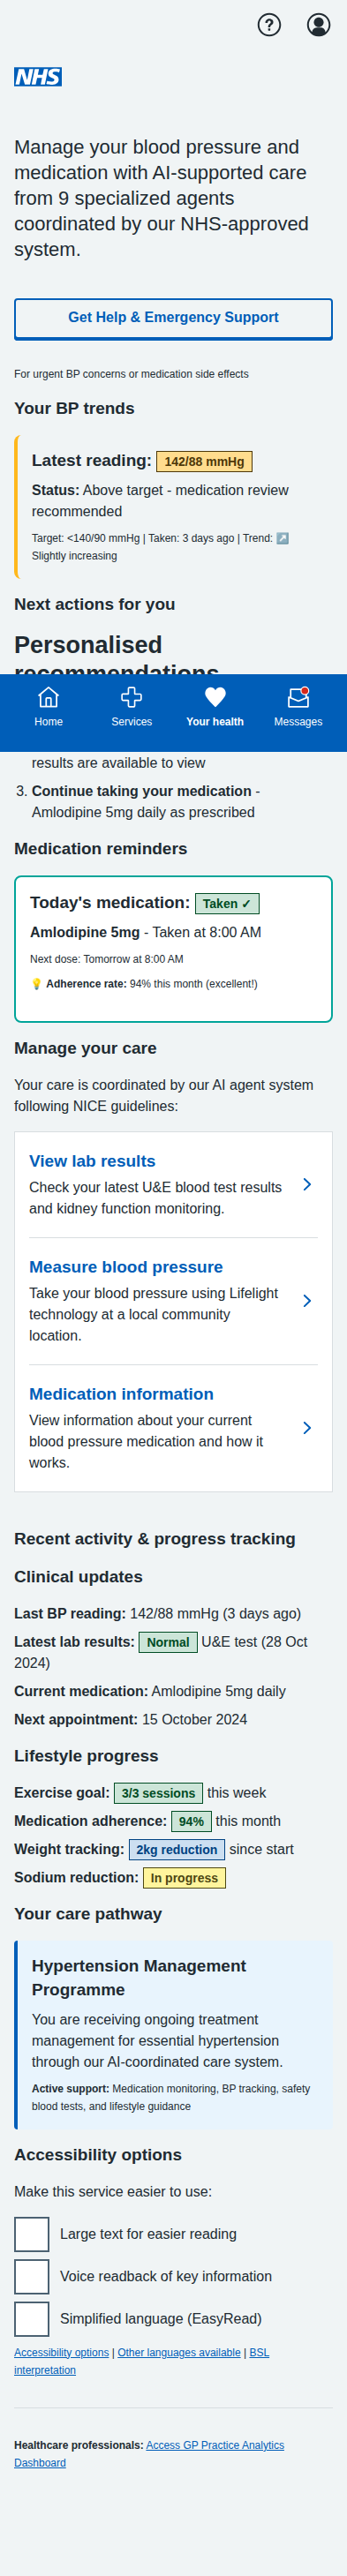 NHS
Manage your blood pressure and
medication with AI-supported care
from 9 specialized agents
coordinated by our NHS-approved
system.
Get Help & Emergency Support
For urgent BP concerns or medication side effects
Your BP trends
Latest reading: 142/88 mmHg
Status: Above target - medication review
recommended
Target: <140/90 mmHg | Taken: 3 days ago | Trend: ↗️
Slightly increasing
Next actions for you
Personalised
recommendations
Home
Services
Your health
Messages
results are available to view
3. Continue taking your medication -
Amlodipine 5mg daily as prescribed
Medication reminders
Today's medication: Taken ✓
Amlodipine 5mg - Taken at 8:00 AM
Next dose: Tomorrow at 8:00 AM
💡 Adherence rate: 94% this month (excellent!)
Manage your care
Your care is coordinated by our AI agent system
following NICE guidelines:
View lab results
Check your latest U&E blood test results
and kidney function monitoring.
Measure blood pressure
Take your blood pressure using Lifelight
technology at a local community
location.
Medication information
View information about your current
blood pressure medication and how it
works.
Recent activity & progress tracking
Clinical updates
Last BP reading: 142/88 mmHg (3 days ago)
Latest lab results: Normal U&E test (28 Oct
2024)
Current medication: Amlodipine 5mg daily
Next appointment: 15 October 2024
Lifestyle progress
Exercise goal: 3/3 sessions this week
Medication adherence: 94% this month
Weight tracking: 2kg reduction since start
Sodium reduction: In progress
Your care pathway
Hypertension Management
Programme
You are receiving ongoing treatment
management for essential hypertension
through our AI-coordinated care system.
Active support: Medication monitoring, BP tracking, safety
blood tests, and lifestyle guidance
Accessibility options
Make this service easier to use:
Large text for easier reading
Voice readback of key information
Simplified language (EasyRead)
Accessibility options | Other languages available | BSL
interpretation
Healthcare professionals: Access GP Practice Analytics
Dashboard